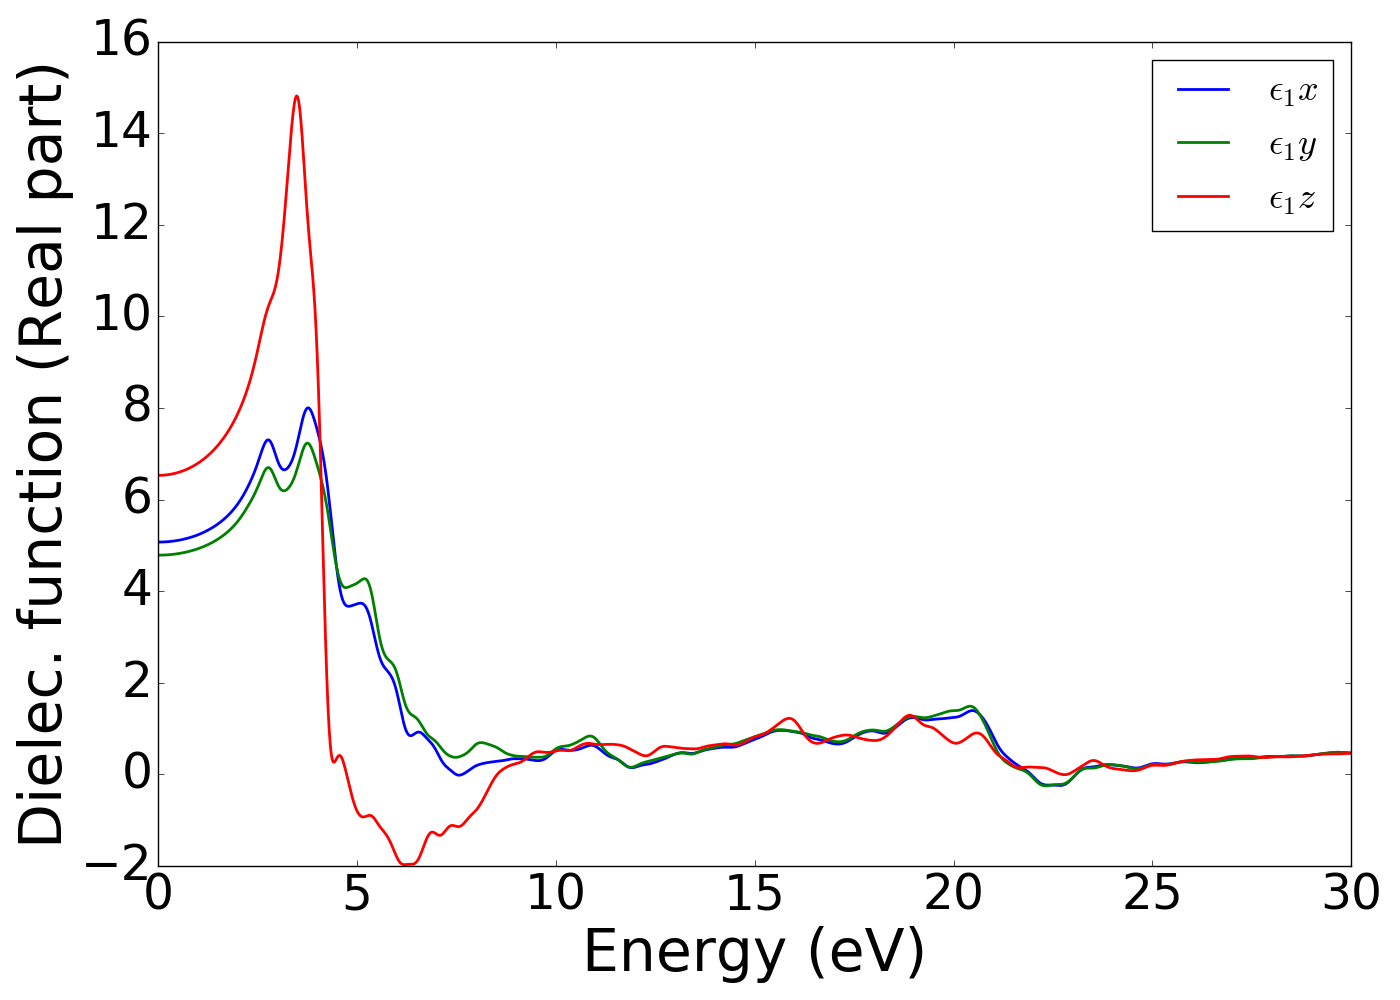 Dielec. function (Real part)
16
14
12
10
8
6
4
2
0
−2
0 5 10 15 20 25 30
Energy (eV)
ϵ₁x
ϵ₁y
ϵ₁z